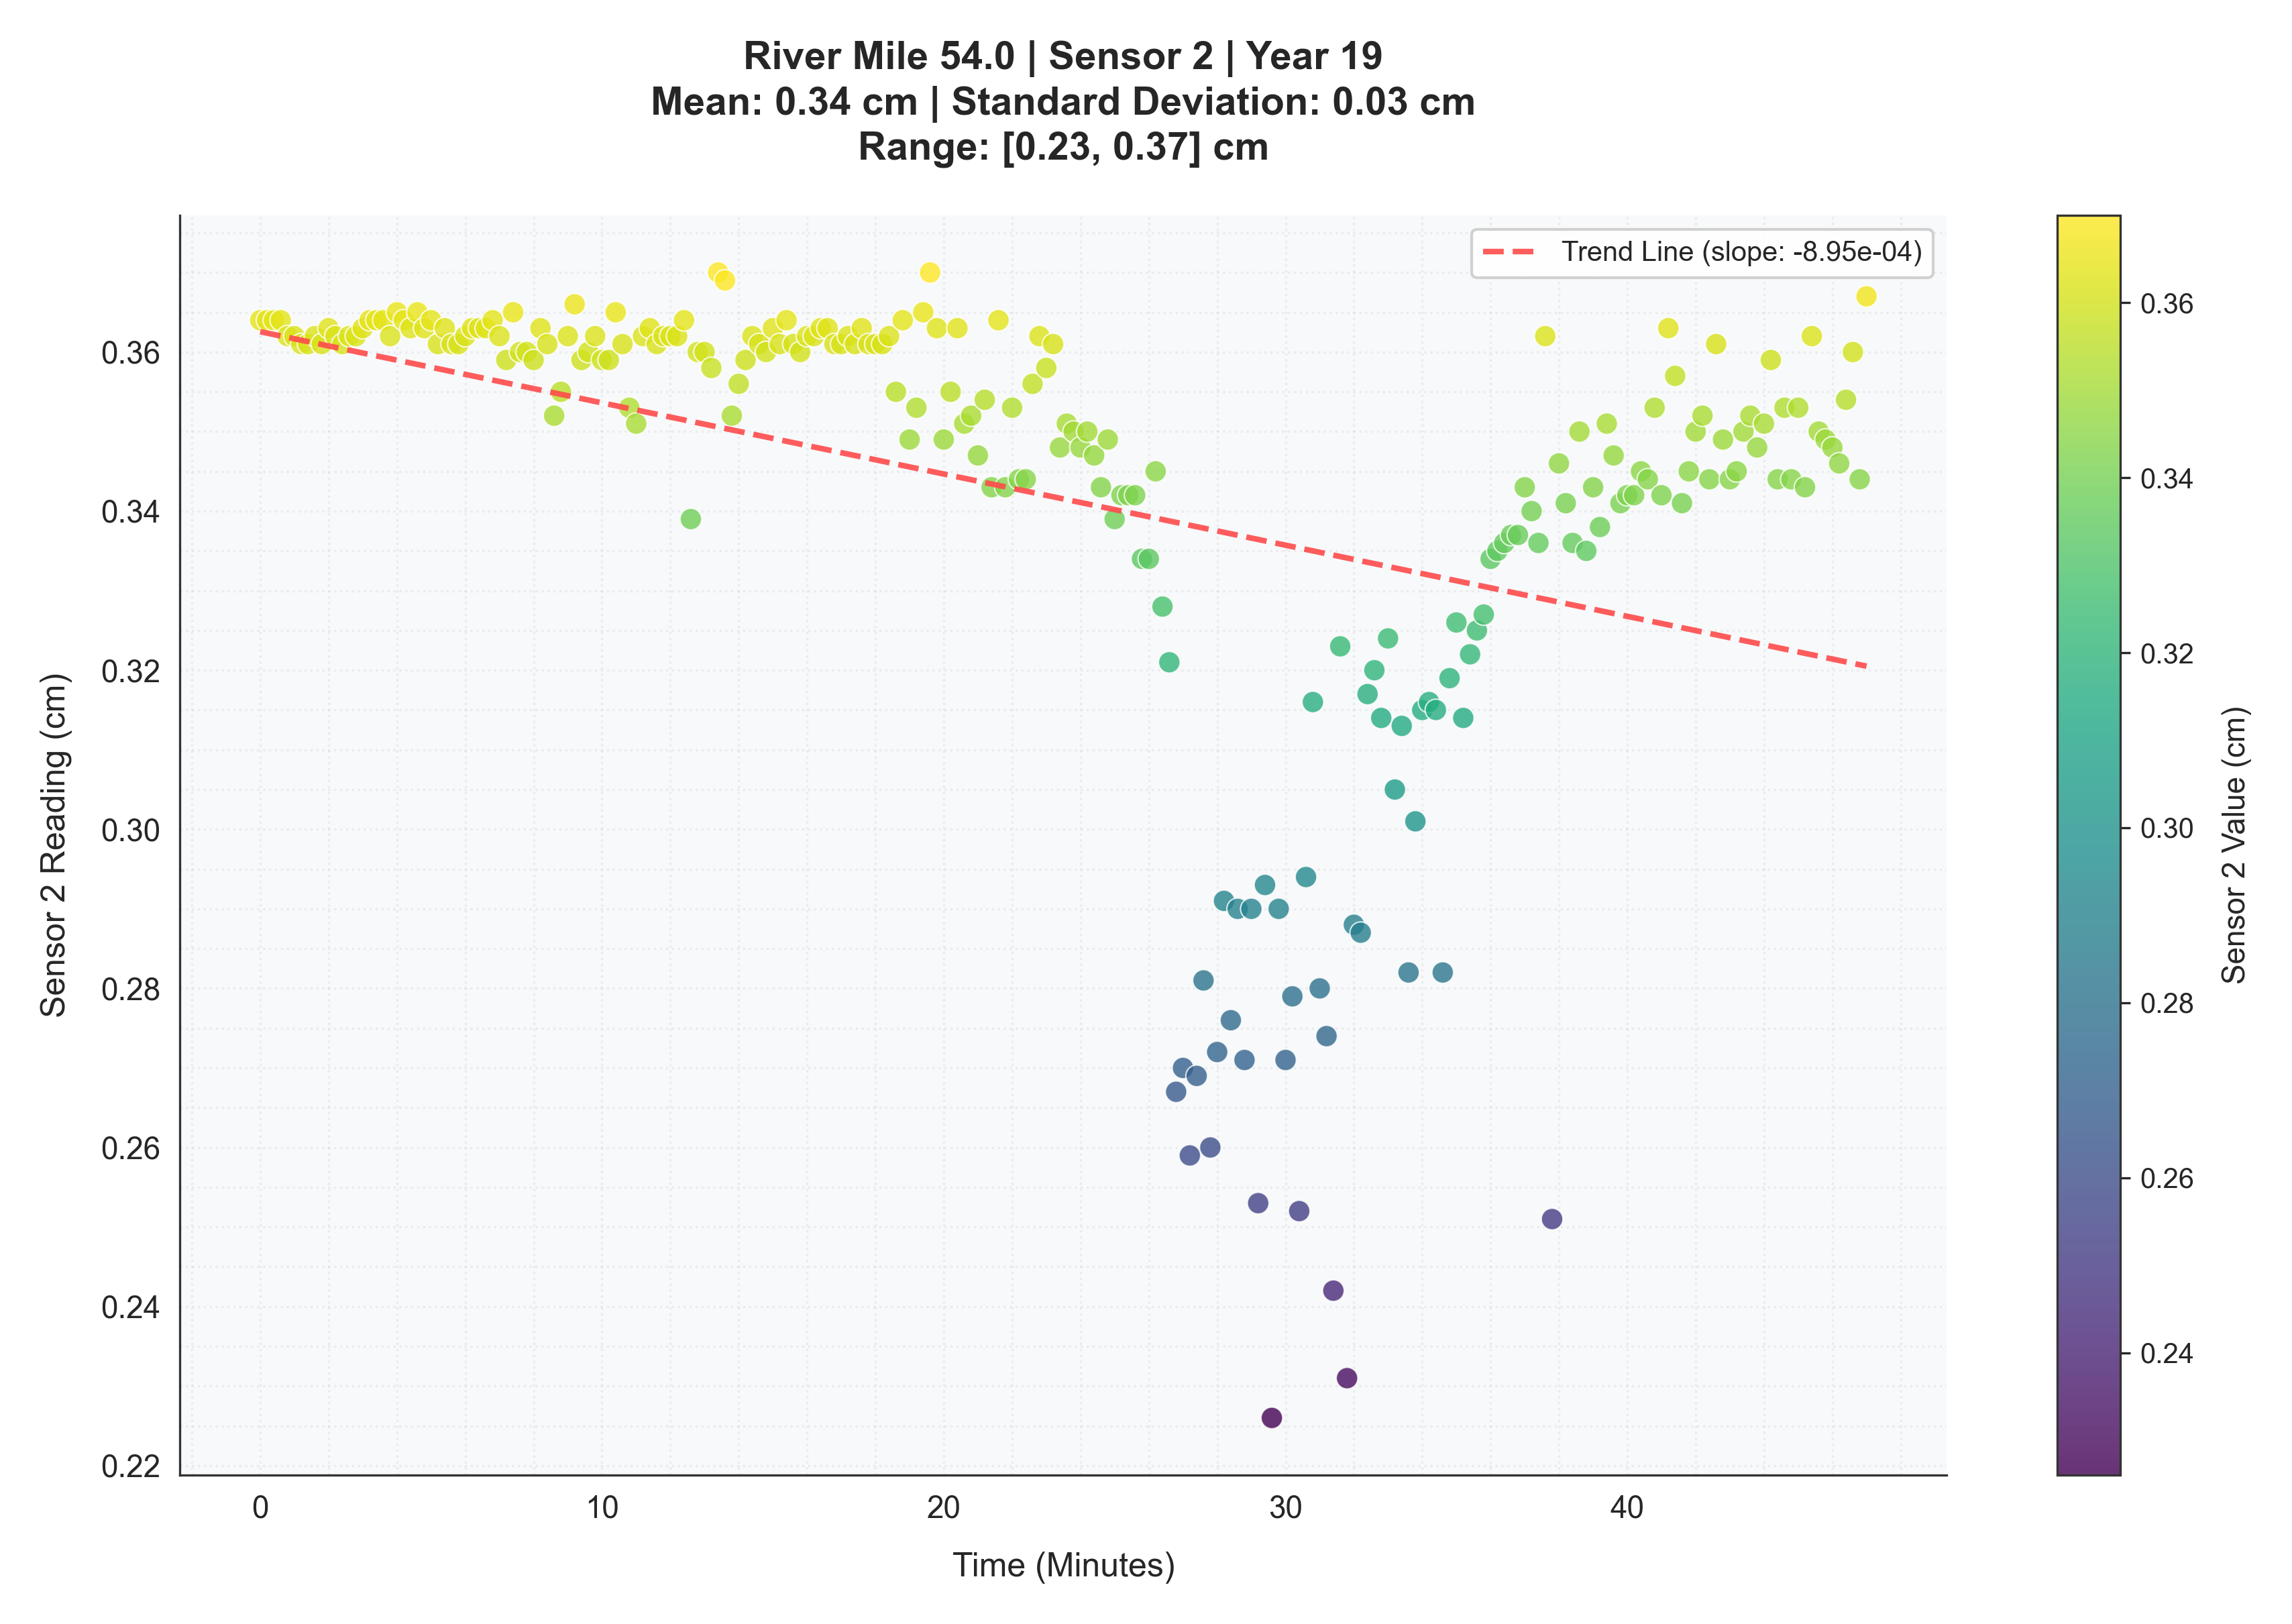 River Mile 54.0 | Sensor 2 | Year 19
Mean: 0.34 cm | Standard Deviation: 0.03 cm
Range: [0.23, 0.37] cm
Trend Line (slope: -8.95e-04)
Sensor 2 Reading (cm)
0.36
0.34
0.32
0.30
0.28
0.26
0.24
0.22
0
10
20
30
40
Time (Minutes)
0.36
0.34
0.32
0.30
0.28
0.26
0.24
Sensor 2 Value (cm)